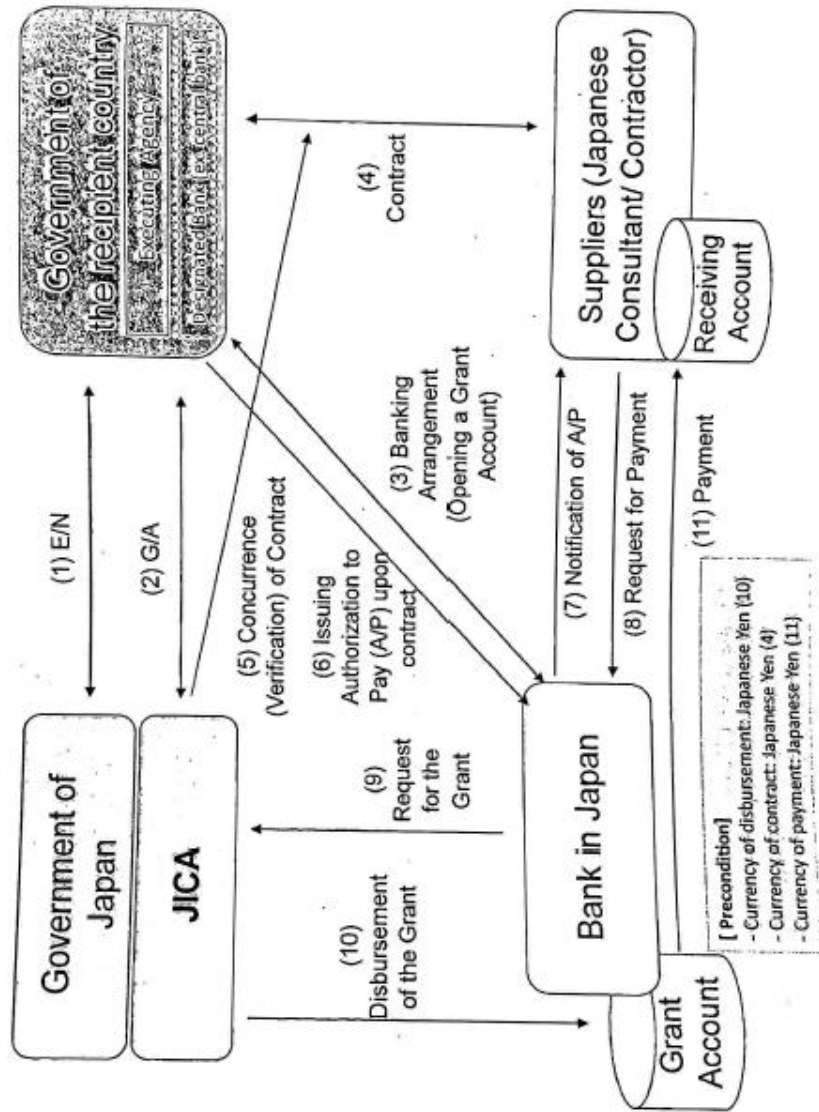 Government of
Japan
JICA
(1) E/N
(2) G/A
Government of
the recipient country
Executing Agency
Designated Bank (ex. central bank)
(5) Concurrence
(Verification) of Contract
(6) Issuing
Authorization to
Pay (A/P) upon
contract
(4)
Contract
(3) Banking
Arrangement
(Opening a Grant
Account)
(9)
Request
for the
Grant
(10)
Disbursement
of the Grant
Bank in Japan
Grant
Account
(7) Notification of A/P
(8) Request for Payment
(11) Payment
Suppliers (Japanese
Consultant/ Contractor)
Receiving
Account
[ Precondition]
- Currency of disbursement: Japanese Yen (10)
- Currency of contract: Japanese Yen (4)
- Currency of payment: Japanese Yen (11)